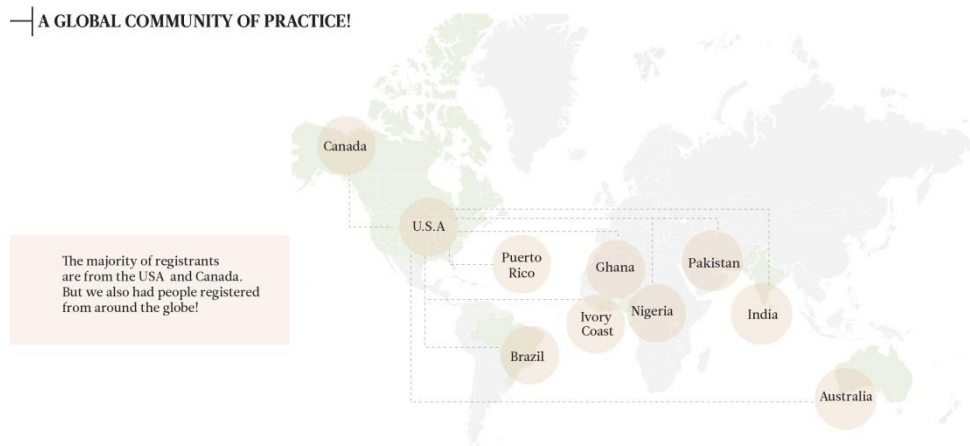 A GLOBAL COMMUNITY OF PRACTICE!
Canada
U.S.A
Puerto
Rico
Ghana
Pakistan
The majority of registrants
are from the USA and Canada.
But we also had people registered
from around the globe!
Ivory
Coast
Nigeria
India
Brazil
Australia